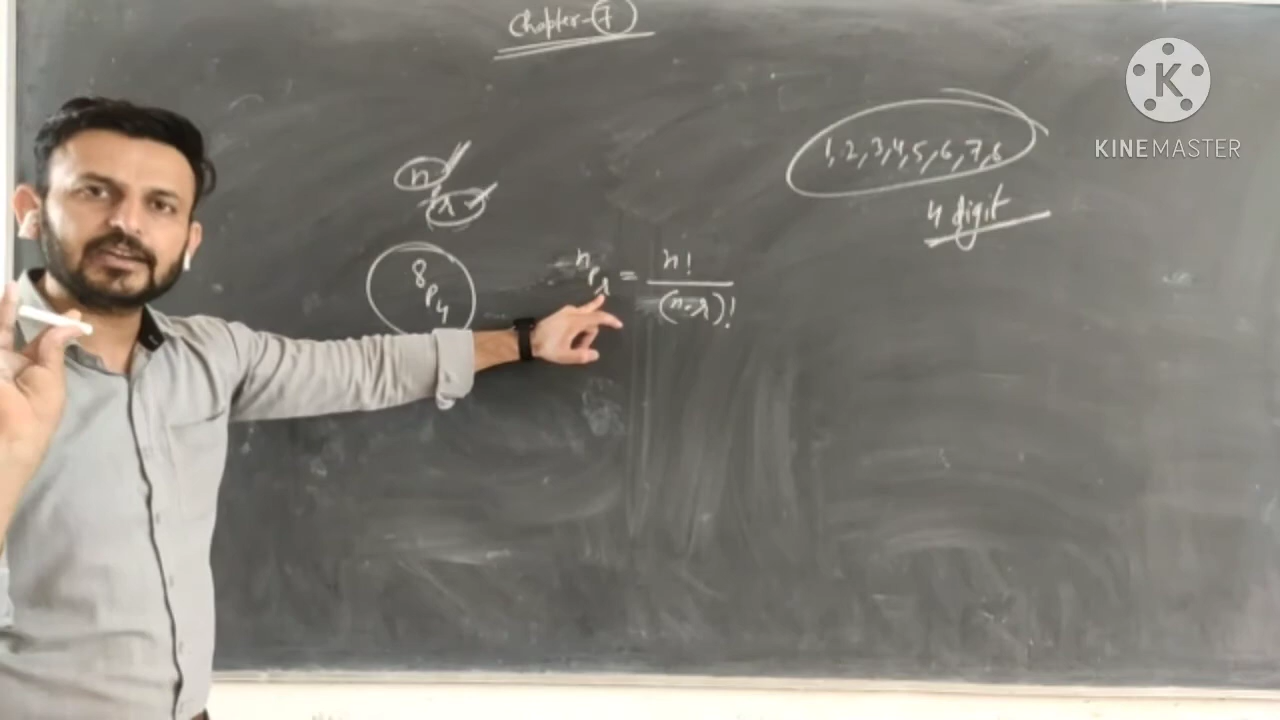 Chapter-7
1,2,3,4,5,6,7,8
4 digit
n
r
8P4
nPr = n! / (n-r)!
K
KINEMASTER